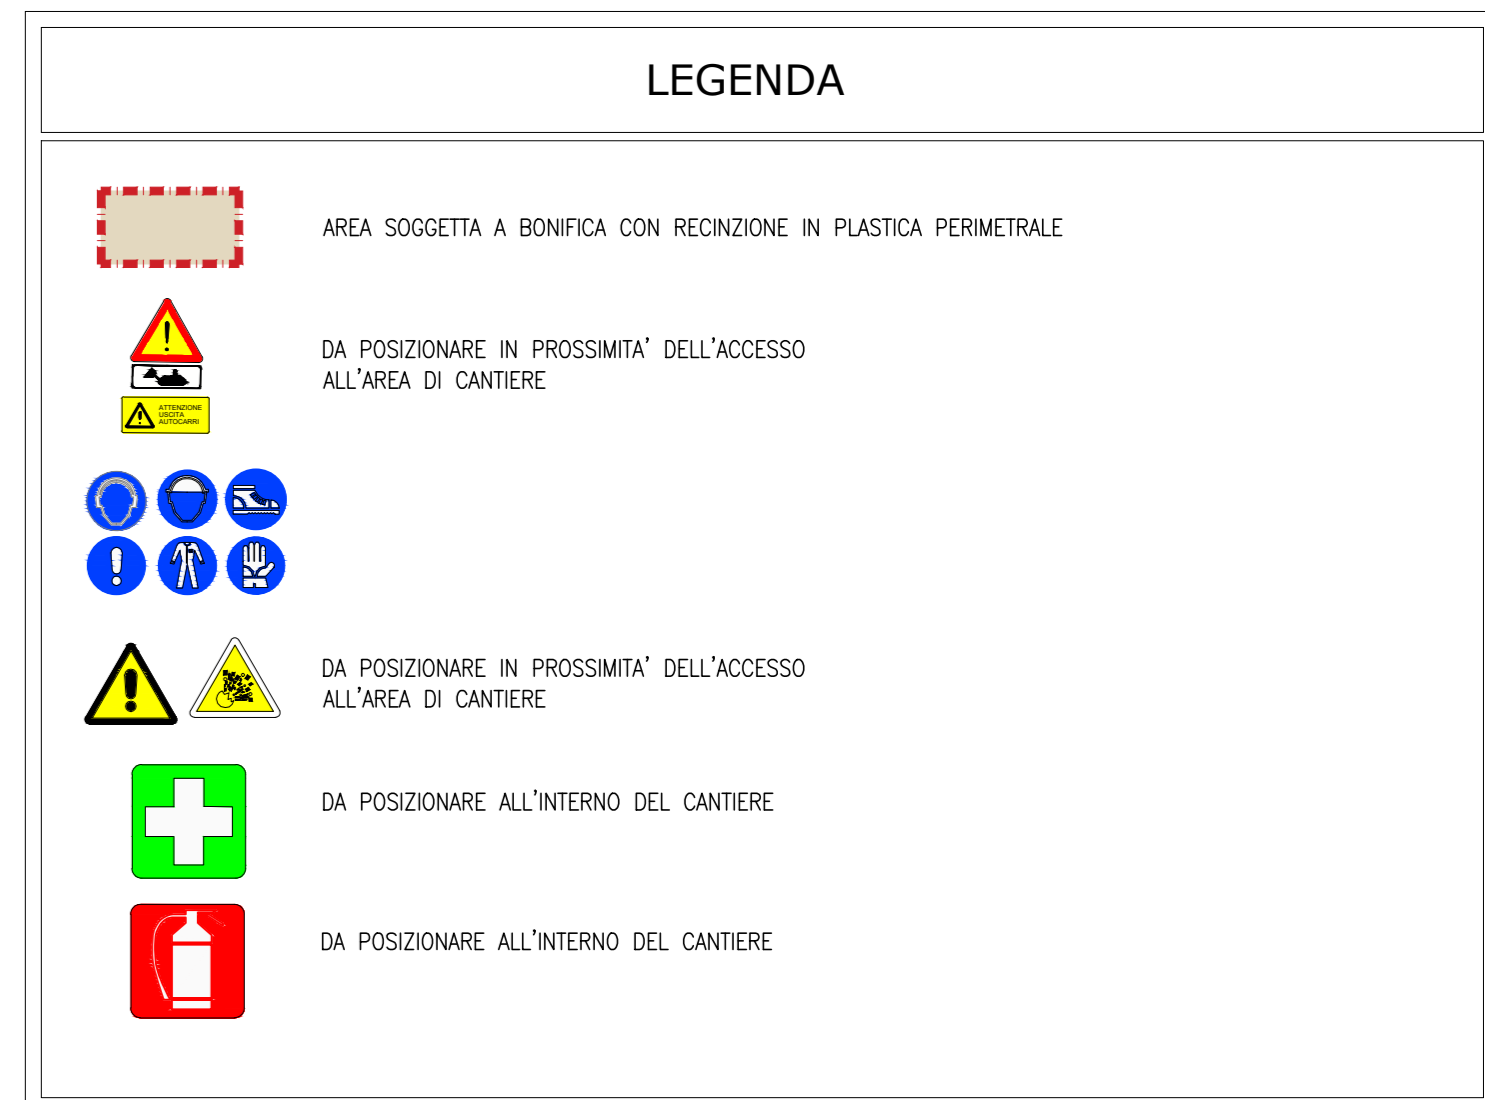 LEGENDA
AREA SOGGETTA A BONIFICA CON RECINZIONE IN PLASTICA PERIMETRALE
DA POSIZIONARE IN PROSSIMITA' DELL'ACCESSO
ALL'AREA DI CANTIERE
ATTENZIONE
USCITA
AUTOCARRI
DA POSIZIONARE IN PROSSIMITA' DELL'ACCESSO
ALL'AREA DI CANTIERE
DA POSIZIONARE ALL'INTERNO DEL CANTIERE
DA POSIZIONARE ALL'INTERNO DEL CANTIERE